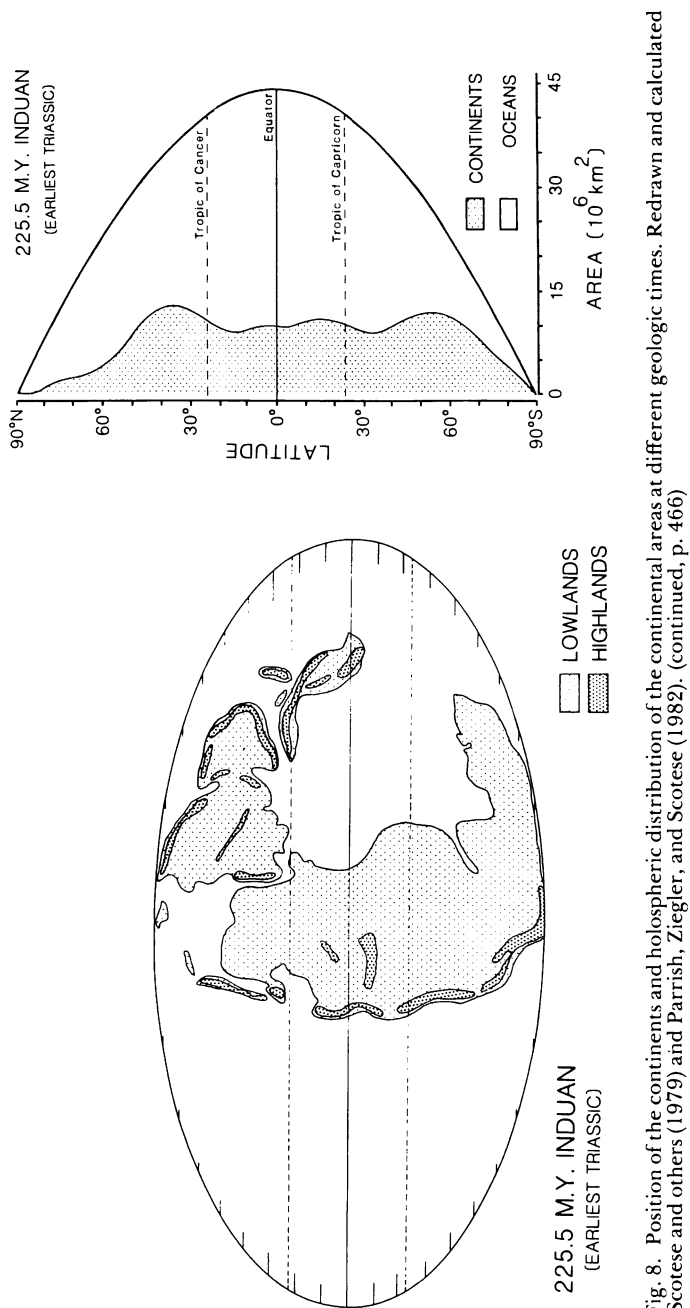 225.5 M.Y. INDUAN
(EARLIEST TRIASSIC)
LOWLANDS
HIGHLANDS
225.5 M.Y. INDUAN
(EARLIEST TRIASSIC)
90°N
60°
30°
0°
30°
60°
90°S
LATITUDE
Tropic of Cancer
Equator
Tropic of Capricorn
CONTINENTS
OCEANS
0
15
30
45
AREA (10⁶ km²)
Fig. 8. Position of the continents and holospheric distribution of the continental areas at different geologic times. Redrawn and calculated
Scotese and others (1979) and Parrish, Ziegler, and Scotese (1982). (continued, p. 466)